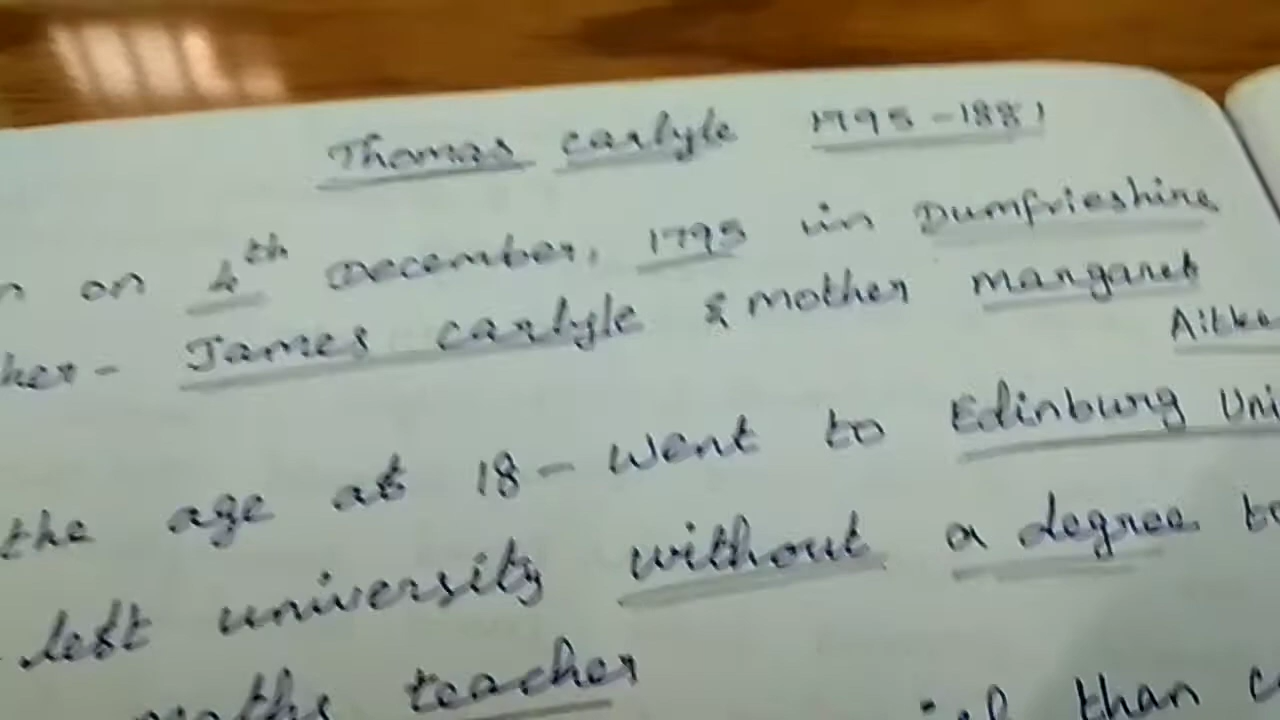 Thomas carlyle 1795-1881
on 4th December, 1795 in Dumfrieshire
James carlyle & mother margaret
Aitke
the age at 18- went to Edinburg Uni
left university without a degree to
maths teacher
than